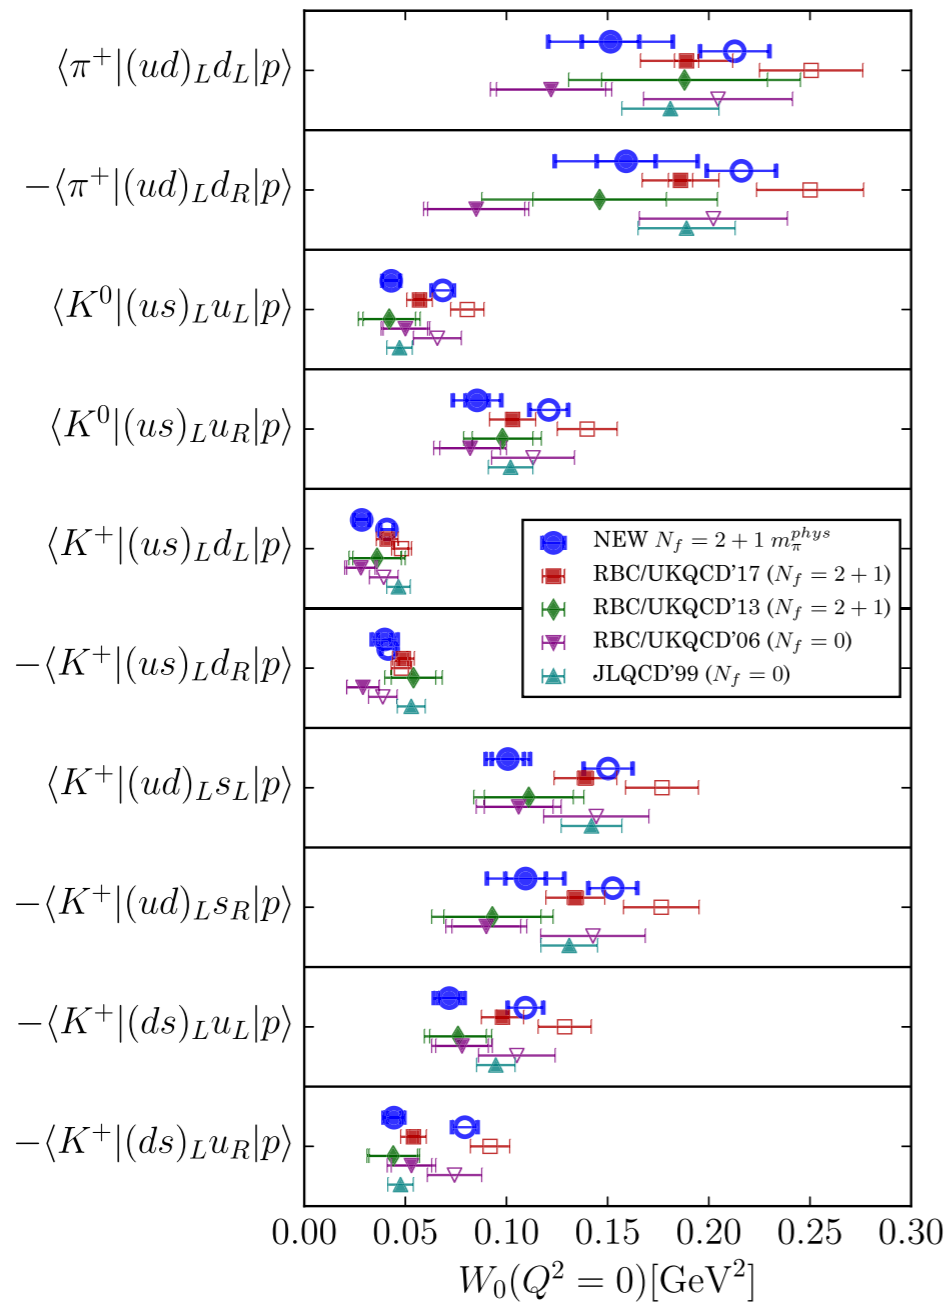 ⟨π⁺|(ud)_L d_L|p⟩
−⟨π⁺|(ud)_L d_R|p⟩
⟨K⁰|(us)_L u_L|p⟩
⟨K⁰|(us)_L u_R|p⟩
⟨K⁺|(us)_L d_L|p⟩
−⟨K⁺|(us)_L d_R|p⟩
⟨K⁺|(ud)_L s_L|p⟩
−⟨K⁺|(ud)_L s_R|p⟩
−⟨K⁺|(ds)_L u_L|p⟩
−⟨K⁺|(ds)_L u_R|p⟩
NEW N_f = 2 + 1 m_π^{phys}
RBC/UKQCD'17 (N_f = 2 + 1)
RBC/UKQCD'13 (N_f = 2 + 1)
RBC/UKQCD'06 (N_f = 0)
JLQCD'99 (N_f = 0)
0.00 0.05 0.10 0.15 0.20 0.25 0.30
W₀(Q² = 0)[GeV²]